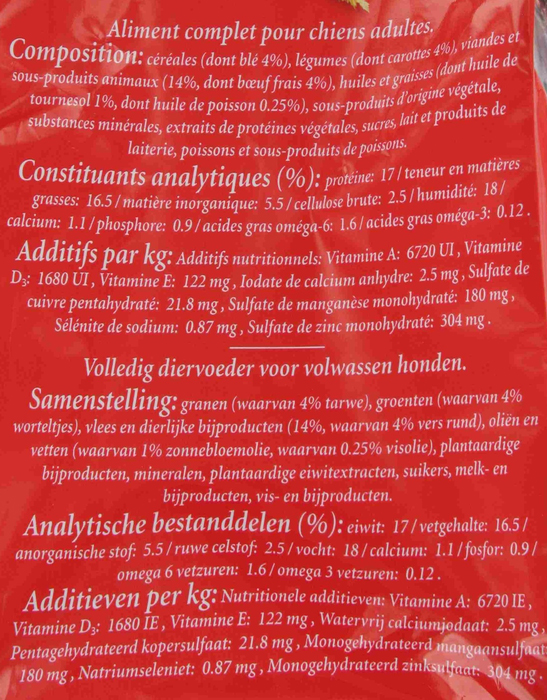 Aliment complet pour chiens adultes.
Composition: céréales (dont blé 4%), légumes (dont carottes 4%), viandes et
sous-produits animaux (14%, dont bœuf frais 4%), huiles et graisses (dont huile de
tournesol 1%, dont huile de poisson 0.25%), sous-produits d'origine végétale,
substances minérales, extraits de protéines végétales, sucres, lait et produits de
laiterie, poissons et sous-produits de poissons.
Constituants analytiques (%): protéine: 17/teneur en matières
grasses: 16.5/matière inorganique: 5.5/cellulose brute: 2.5/humidité: 18/
calcium: 1.1/phosphore: 0.9/acides gras oméga-6: 1.6/acides gras oméga-3: 0.12.
Additifs par kg: Additifs nutritionnels: Vitamine A: 6720 UI, Vitamine
D3: 1680 UI, Vitamine E: 122 mg, Iodate de calcium anhydre: 2.5 mg, Sulfate de
cuivre pentahydraté: 21.8 mg, Sulfate de manganèse monohydraté: 180 mg,
Sélénite de sodium: 0.87 mg, Sulfate de zinc monohydraté: 304 mg.
Volledig diervoeder voor volwassen honden.
Samenstelling: granen (waarvan 4% tarwe), groenten (waarvan 4%
worteltjes), vlees en dierlijke bijproducten (14%, waarvan 4% vers rund), oliën en
vetten (waarvan 1% zonnebloemolie, waarvan 0.25% visolie), plantaardige
bijproducten, mineralen, plantaardige eiwitextracten, suikers, melk- en
bijproducten, vis- en bijproducten.
Analytische bestanddelen (%): eiwit: 17/vetgehalte: 16.5/
anorganische stof: 5.5/ruwe celstof: 2.5/vocht: 18/calcium: 1.1/fosfor: 0.9/
omega 6 vetzuren: 1.6/omega 3 vetzuren: 0.12.
Additieven per kg: Nutritionele additieven: Vitamine A: 6720 IE,
Vitamine D3: 1680 IE, Vitamine E: 122 mg, Watervrij calciumjodaat: 2.5 mg,
Pentagehydrateerd kopersulfaat: 21.8 mg, Monogehydrateerd mangaansulfaat:
180 mg, Natriumseleniet: 0.87 mg, Monogehydrateerd zinksulfaat: 304 mg.